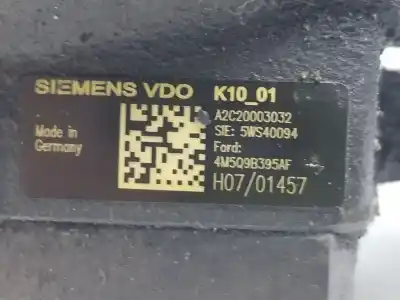 SIEMENS VDO K10_01
A2C20003032
SIE: 5WS40094
Made in
Germany
Ford:
4M5Q9B395AF
H07/01457